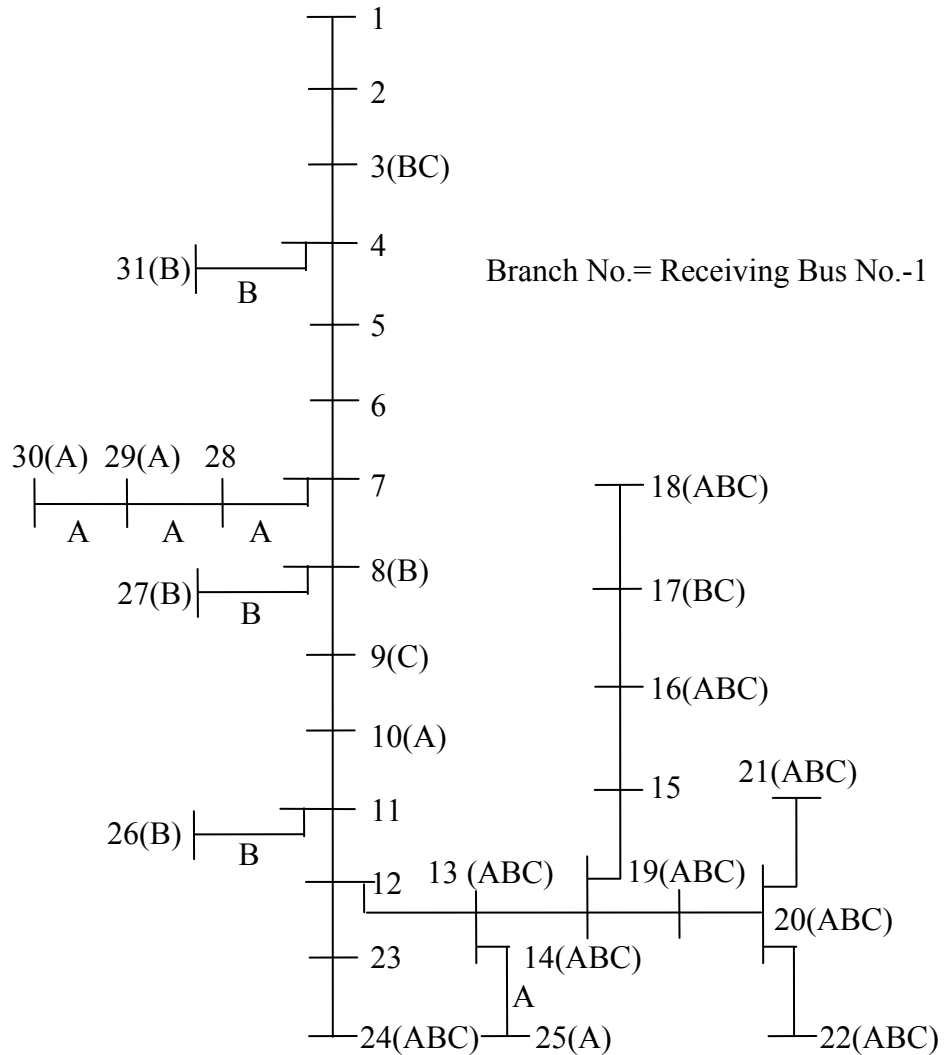 1
2
3(BC)
4
31(B)
B
Branch No.= Receiving Bus No.-1
5
6
30(A) 29(A) 28
7
A A A
18(ABC)
8(B)
27(B)
B
17(BC)
9(C)
16(ABC)
10(A)
21(ABC)
15
11
26(B)
B
12
13 (ABC)
19(ABC)
20(ABC)
23
14(ABC)
A
24(ABC)
25(A)
22(ABC)